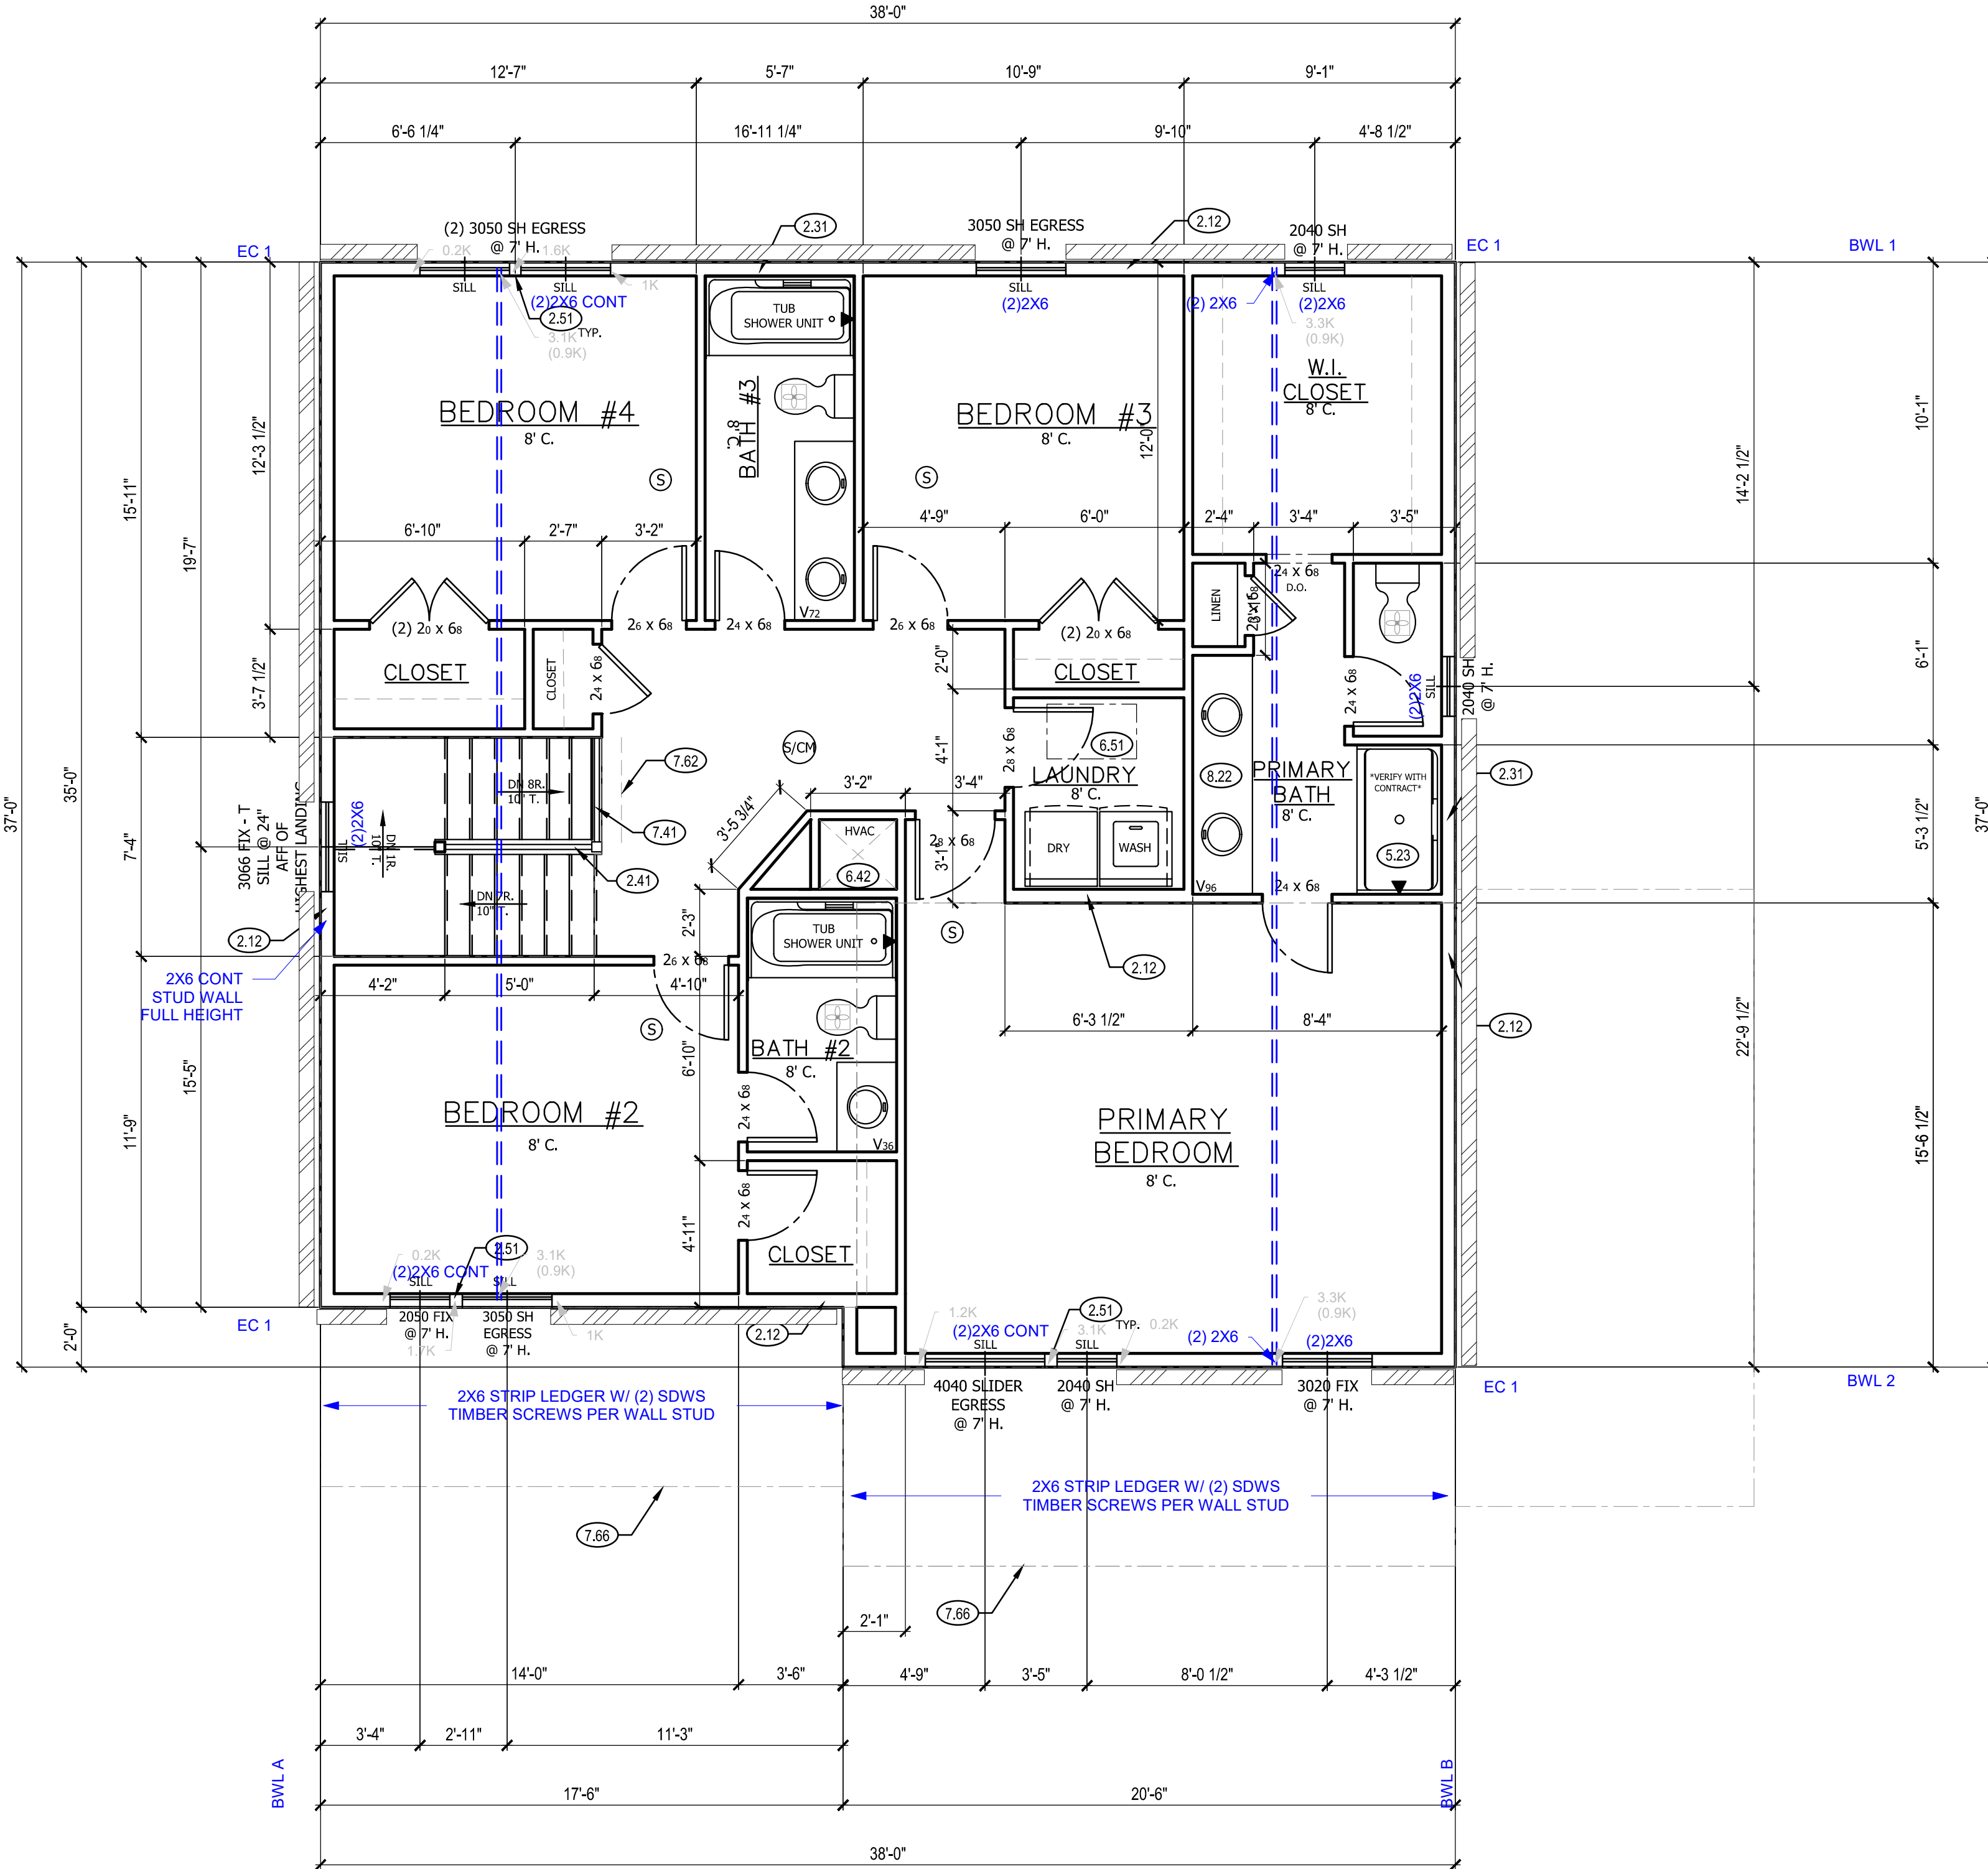 38'-0"
12'-7"
5'-7"
10'-9"
9'-1"
6'-6 1/4"
16'-11 1/4"
9'-10"
4'-8 1/2"
(2) 3050 SH EGRESS
@ 7' H.
0.2K
1.6K
2.31
3050 SH EGRESS
@ 7' H.
2.12
2040 SH
@ 7' H.
EC 1
EC 1
BWL 1
SILL
SILL
(2)2X6 CONT
1K
2.51
TYP.
3.1K
(0.9K)
TUB
SHOWER UNIT
SILL
(2)2X6
(2) 2X6
SILL
(2)2X6
3.3K
(0.9K)
BEDROOM #4
8' C.
BATH #3
8'C.
BEDROOM #3
8' C.
12'-0"
W.I.
CLOSET
8' C.
S
S
12'-3 1/2"
15'-11"
19'-7"
35'-0"
37'-0"
3'-7 1/2"
7'-4"
11'-9"
15'-5"
2'-0"
10'-1"
14'-2 1/2"
6'-1"
5'-3 1/2"
37'-0"
22'-9 1/2"
15'-6 1/2"
6'-10"
2'-7"
3'-2"
4'-9"
6'-0"
2'-4"
3'-4"
3'-5"
(2) 20 x 68
26 x 68
V72
24 x 68
26 x 68
(2) 20 x 68
LINEN
24 x 68
D.O.
CLOSET
CLOSET
24 x 68
2'-0"
CLOSET
24 x 68
(2)2X6
SILL
2040 SH
@ 7' H.
7.62
S/CM
4'-1"
28 x 68
6.51
LAUNDRY
8' C.
8.22
PRIMARY
BATH
8' C.
*VERIFY WITH
CONTRACT*
5.23
2.31
DN 8R.
10" T.
3'-2"
3'-4"
3'-5 3/4"
HVAC
6.42
28 x 68
3'-1"
DRY
WASH
V96
24 x 68
3066 FIX - T
SILL @ 24"
AFF OF
HIGHEST LANDING
SILL
(2)2X6
DN 1R.
10" T.
7.41
2.41
DN 7R.
10" T.
2.12
2X6 CONT
STUD WALL
FULL HEIGHT
2'-3"
TUB
SHOWER UNIT
S
2.12
26 x 68
4'-2"
5'-0"
4'-10"
6'-3 1/2"
8'-4"
2.12
S
6'-10"
BATH #2
8' C.
24 x 68
V36
BEDROOM #2
8' C.
PRIMARY
BEDROOM
8' C.
24 x 68
4'-11"
CLOSET
0.2K
2.51
3.1K
(0.9K)
(2)2X6 CONT
SILL
SILL
2050 FIX
@ 7' H.
1.7K
3050 SH
EGRESS
@ 7' H.
1K
2.12
EC 1
1.2K
(2)2X6 CONT
SILL
2.51
TYP.
3.1K
0.2K
SILL
(2) 2X6
3.3K
(0.9K)
(2)2X6
4040 SLIDER
EGRESS
@ 7' H.
2040 SH
@ 7' H.
3020 FIX
@ 7' H.
EC 1
BWL 2
2X6 STRIP LEDGER W/ (2) SDWS
TIMBER SCREWS PER WALL STUD
2X6 STRIP LEDGER W/ (2) SDWS
TIMBER SCREWS PER WALL STUD
7.66
7.66
2'-1"
14'-0"
3'-6"
4'-9"
3'-5"
8'-0 1/2"
4'-3 1/2"
3'-4"
2'-11"
11'-3"
BWL A
BWL B
17'-6"
20'-6"
38'-0"